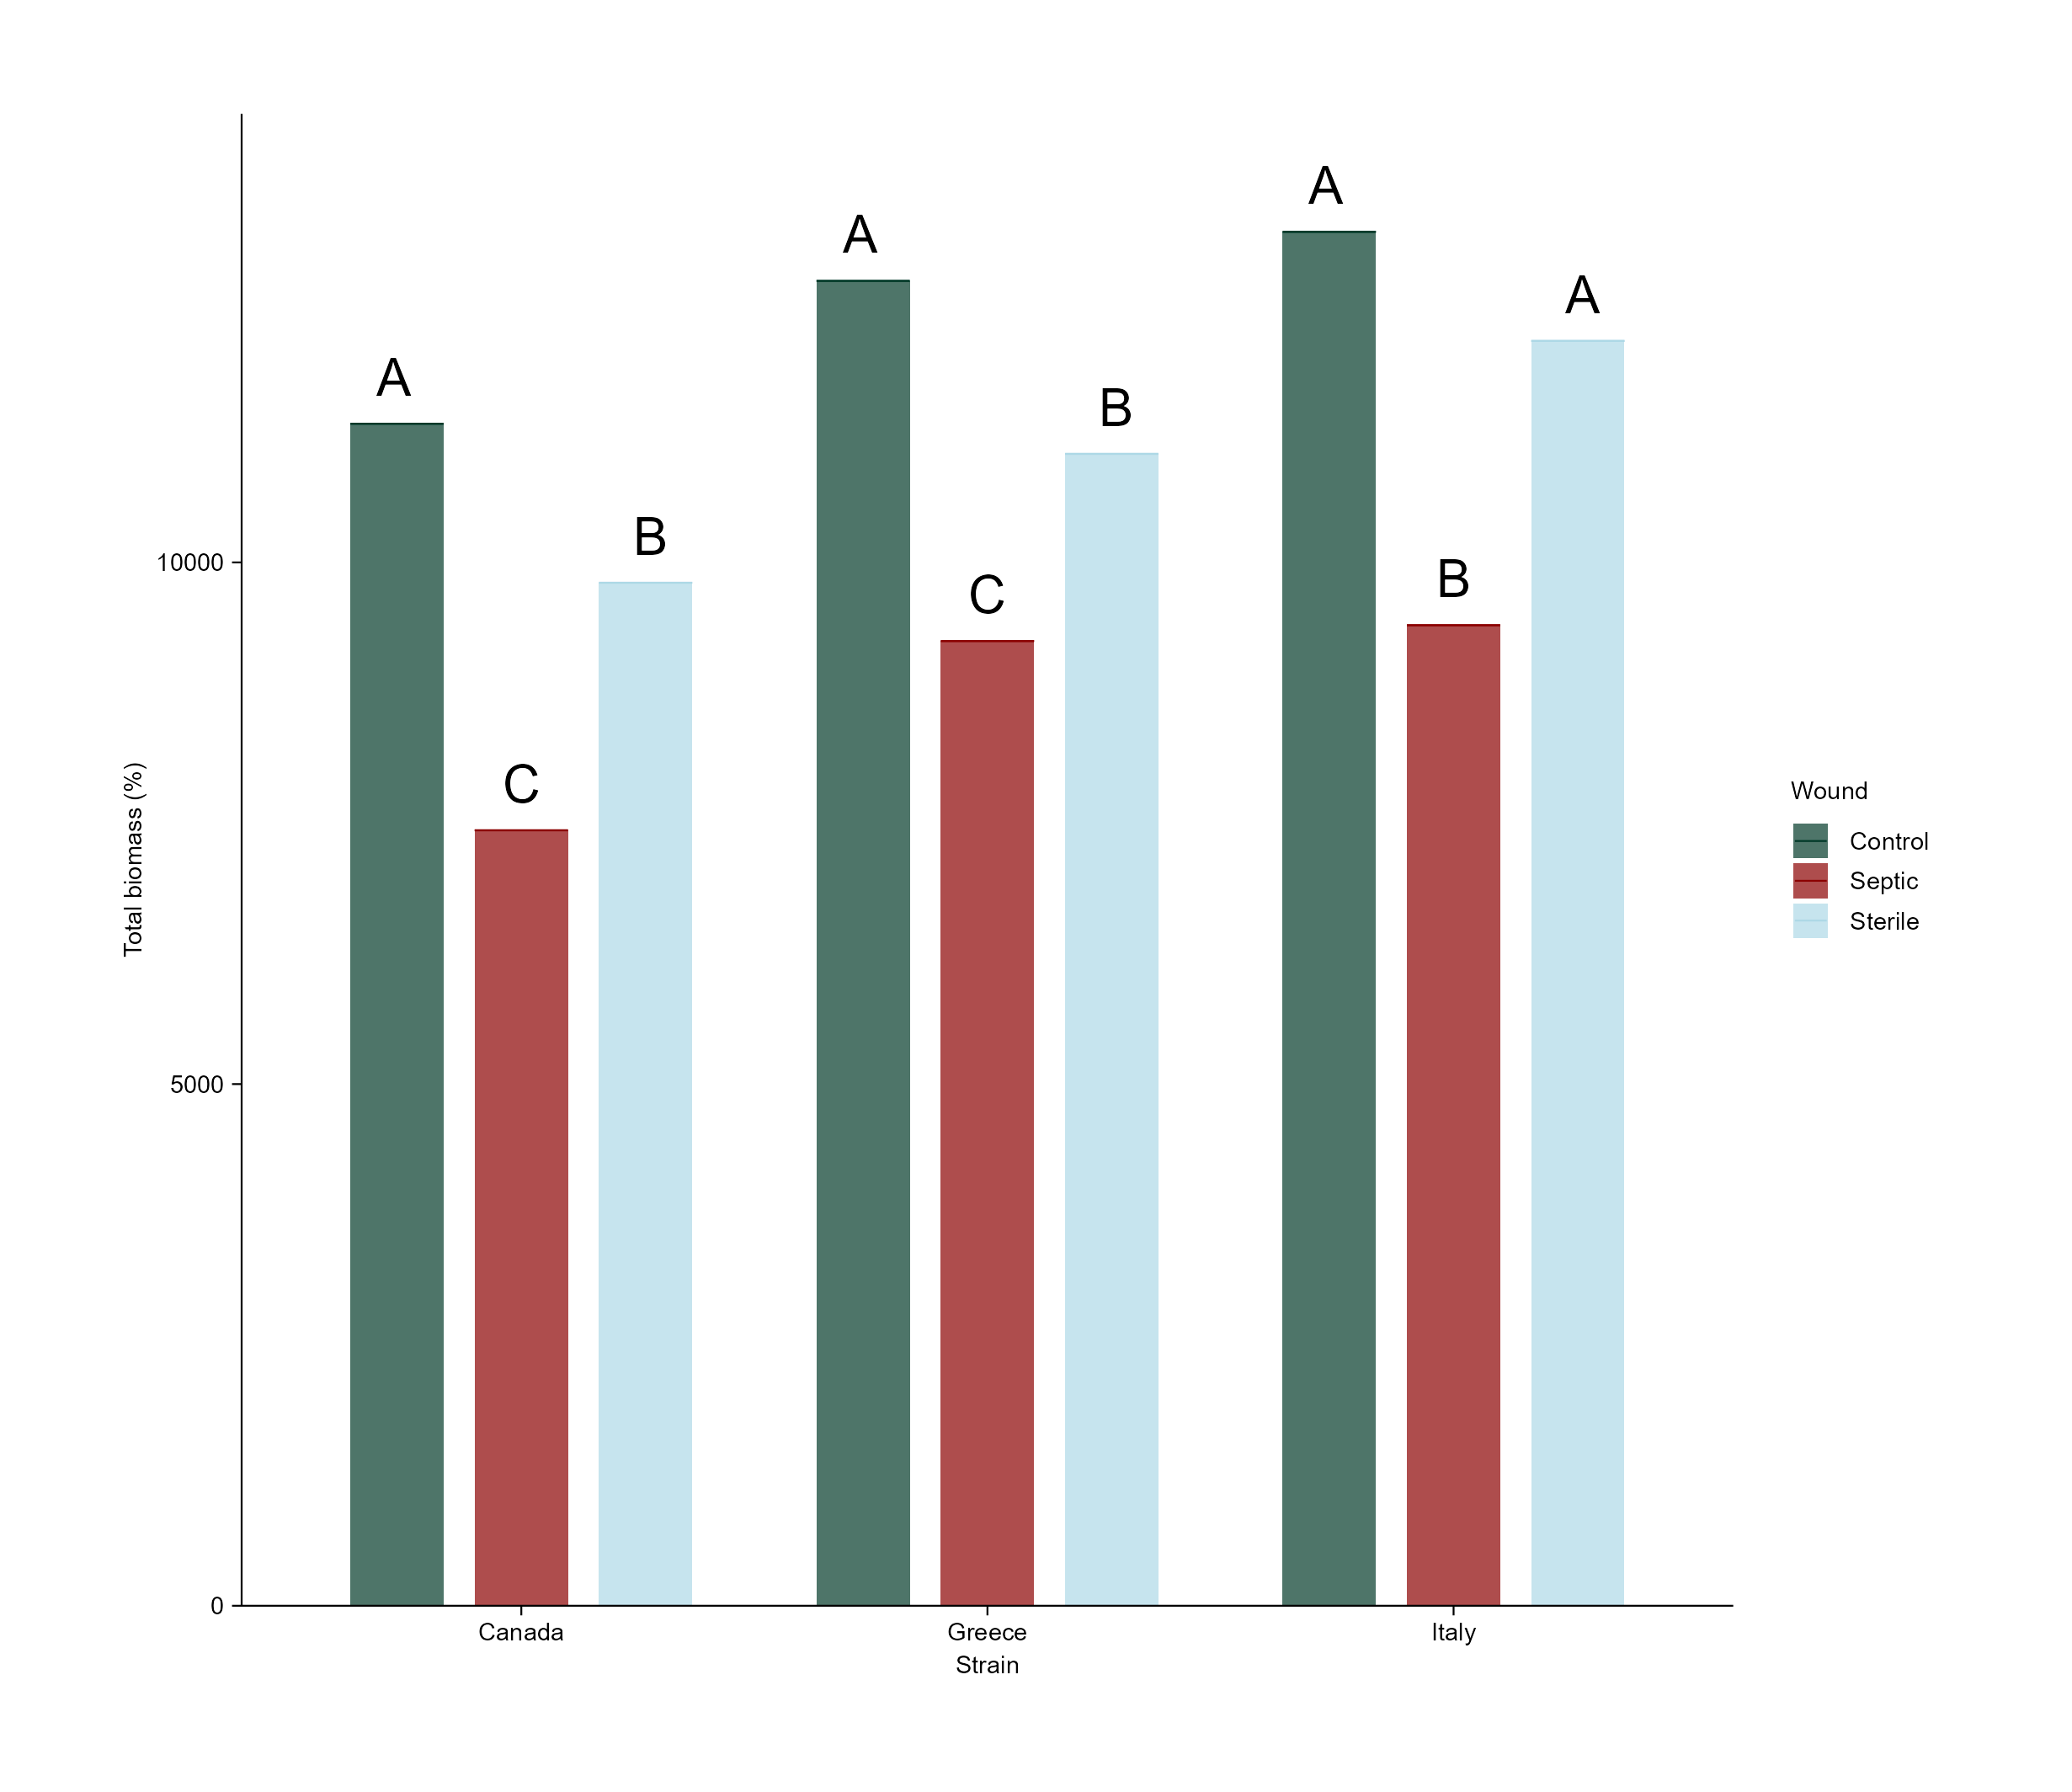 A
A
A
A
B
B
C
B
C
10000
5000
0
Total biomass (%)
Canada
Greece
Italy
Strain
Wound
Control
Septic
Sterile